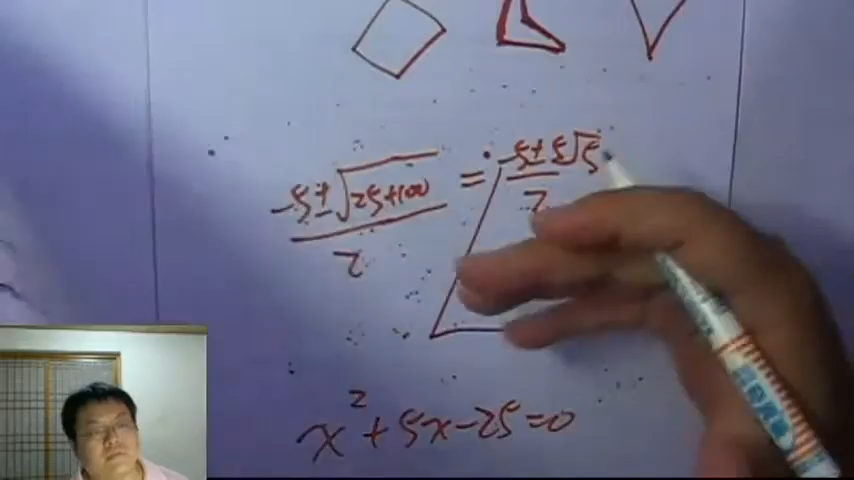 -5±√25+100 / 2 = -5±5√5 / 2
x²+5x-25=0